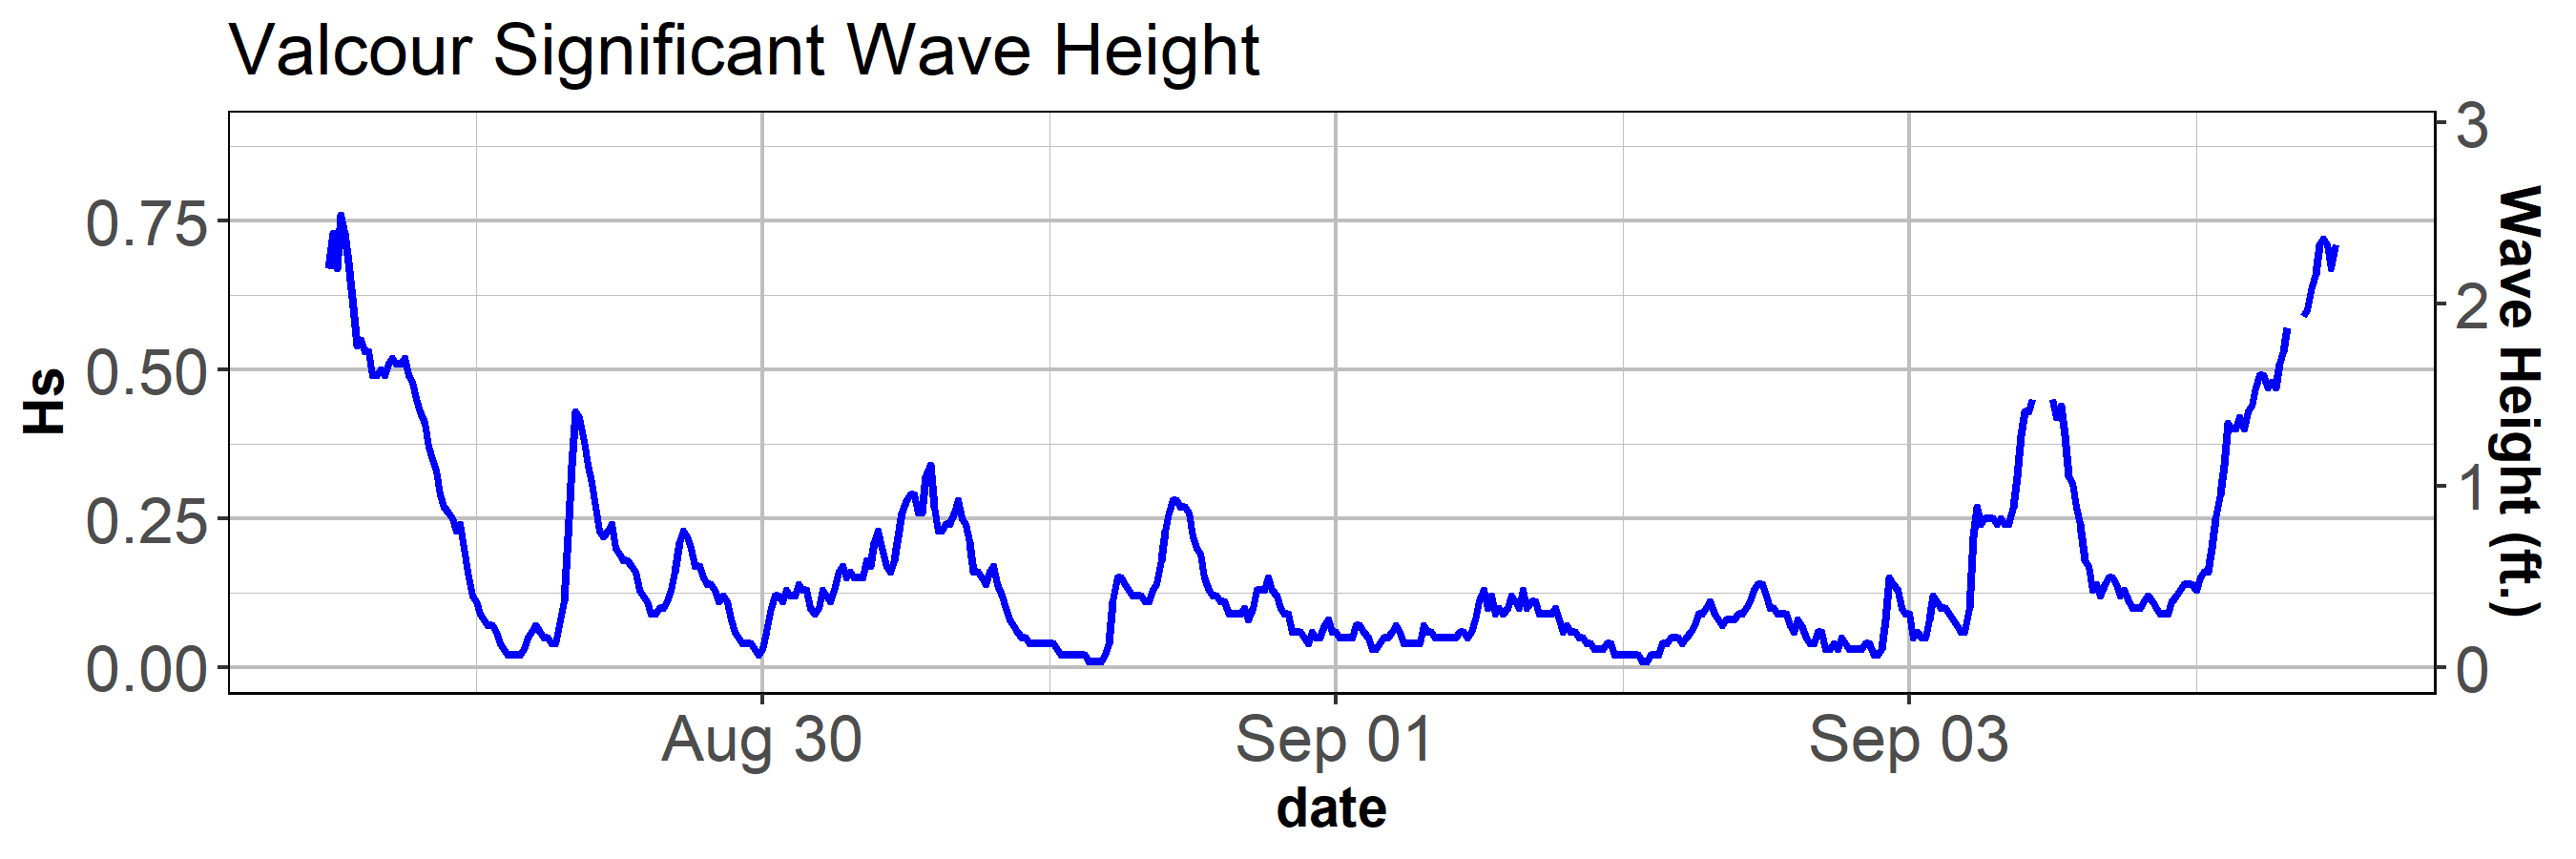 Valcour Significant Wave Height
Hs
0.75
0.50
0.25
0.00
3
2
1
0
Wave Height (ft.)
Aug 30 Sep 01 Sep 03
date